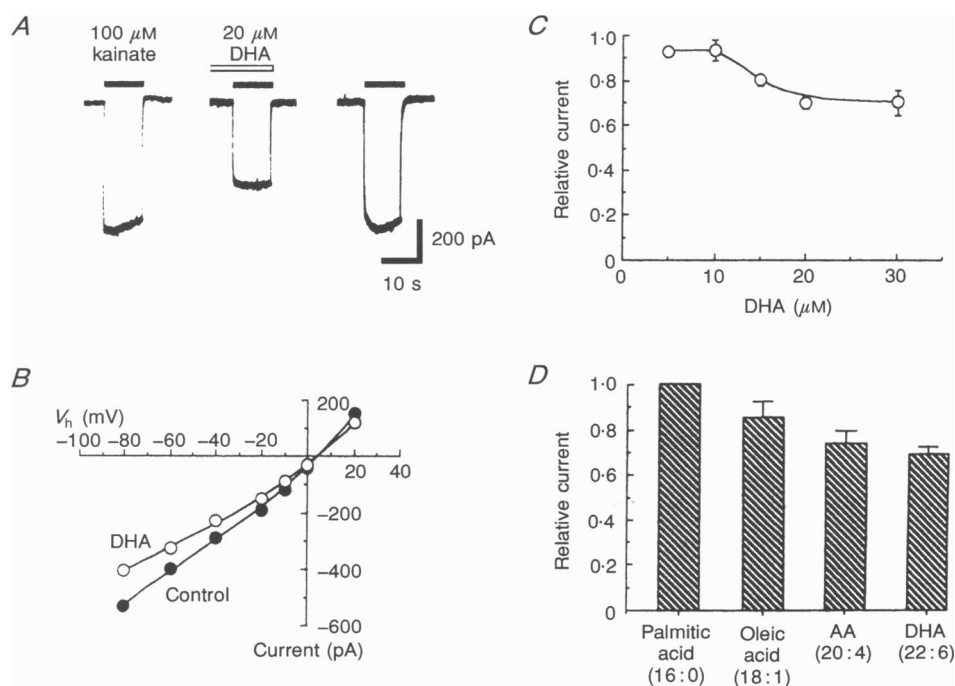 A
100 μM
kainate
20 μM
DHA
200 pA
10 s
B
Vh (mV)
−100 −80 −60 −40 −20 0 20 40
200
−200
−400
−600
DHA
Control
Current (pA)
C
Relative current
1·0
0·8
0·6
0·4
0·2
0
0 10 20 30
DHA (μM)
D
Relative current
1·0
0·8
0·6
0·4
0·2
0
Palmitic
acid
(16:0)
Oleic
acid
(18:1)
AA
(20:4)
DHA
(22:6)